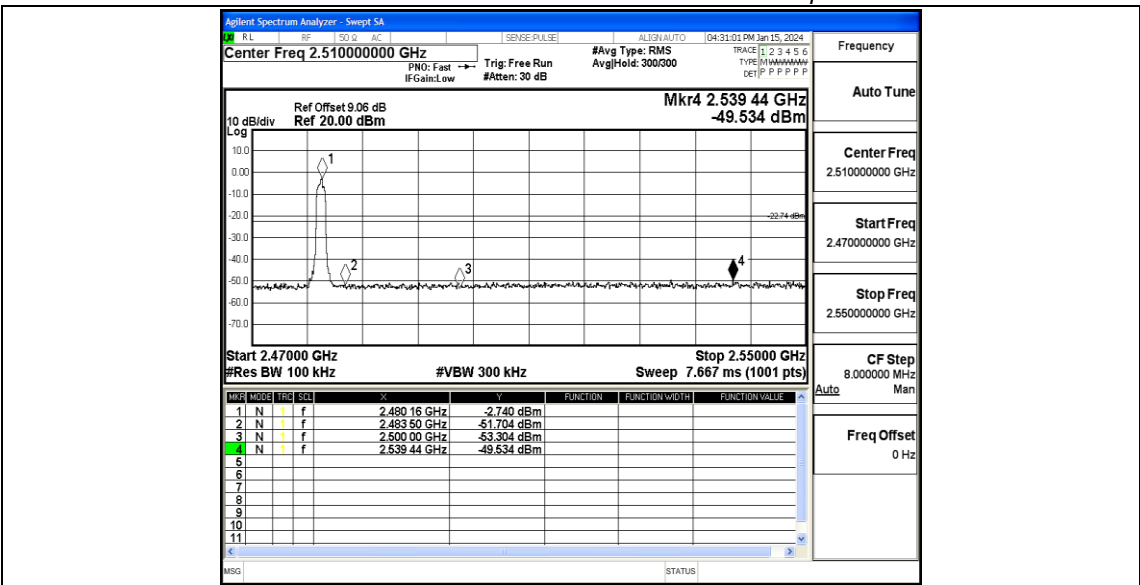 Agilent Spectrum Analyzer - Swept SA
RL RF 50 Ω AC SENSE:PULSE ALIGNAUTO 04:31:01 PM Jan 15, 2024
Center Freq 2.510000000 GHz #Avg Type: RMS TRACE 1 2 3 4 5 6
PNO: Fast Trig: Free Run Avg|Hold: 300/300 TYPE MWWWWW
IFGain:Low #Atten: 30 dB DET P P P P P P
Mkr4 2.539 44 GHz
Ref Offset 9.06 dB
10 dB/div Ref 20.00 dBm -49.534 dBm
Log
10.0
0.00
-10.0
-20.0
-30.0
-40.0
-50.0
-60.0
-70.0
1
2
3
4
-22.74 dBm
Start 2.47000 GHz Stop 2.55000 GHz
#Res BW 100 kHz #VBW 300 kHz Sweep 7.667 ms (1001 pts)
MKR MODE TRC SCL X Y FUNCTION FUNCTION WIDTH FUNCTION VALUE
1 N 1 f 2.480 16 GHz -2.740 dBm
2 N 1 f 2.483 50 GHz -51.704 dBm
3 N 1 f 2.500 00 GHz -53.304 dBm
4 N 1 f 2.539 44 GHz -49.534 dBm
5
6
7
8
9
10
11
MSG STATUS
Frequency
Auto Tune
Center Freq
2.510000000 GHz
Start Freq
2.470000000 GHz
Stop Freq
2.550000000 GHz
CF Step
8.000000 MHz
Auto Man
Freq Offset
0 Hz